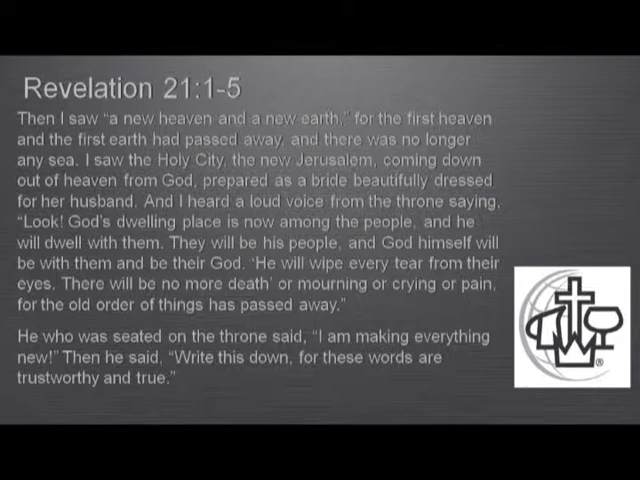 Revelation 21:1-5
Then I saw “a new heaven and a new earth,” for the first heaven
and the first earth had passed away, and there was no longer
any sea. I saw the Holy City, the new Jerusalem, coming down
out of heaven from God, prepared as a bride beautifully dressed
for her husband. And I heard a loud voice from the throne saying,
“Look! God's dwelling place is now among the people, and he
will dwell with them. They will be his people, and God himself will
be with them and be their God. ‘He will wipe every tear from their
eyes. There will be no more death’ or mourning or crying or pain,
for the old order of things has passed away.”
He who was seated on the throne said, “I am making everything
new!” Then he said, “Write this down, for these words are
trustworthy and true.”
®